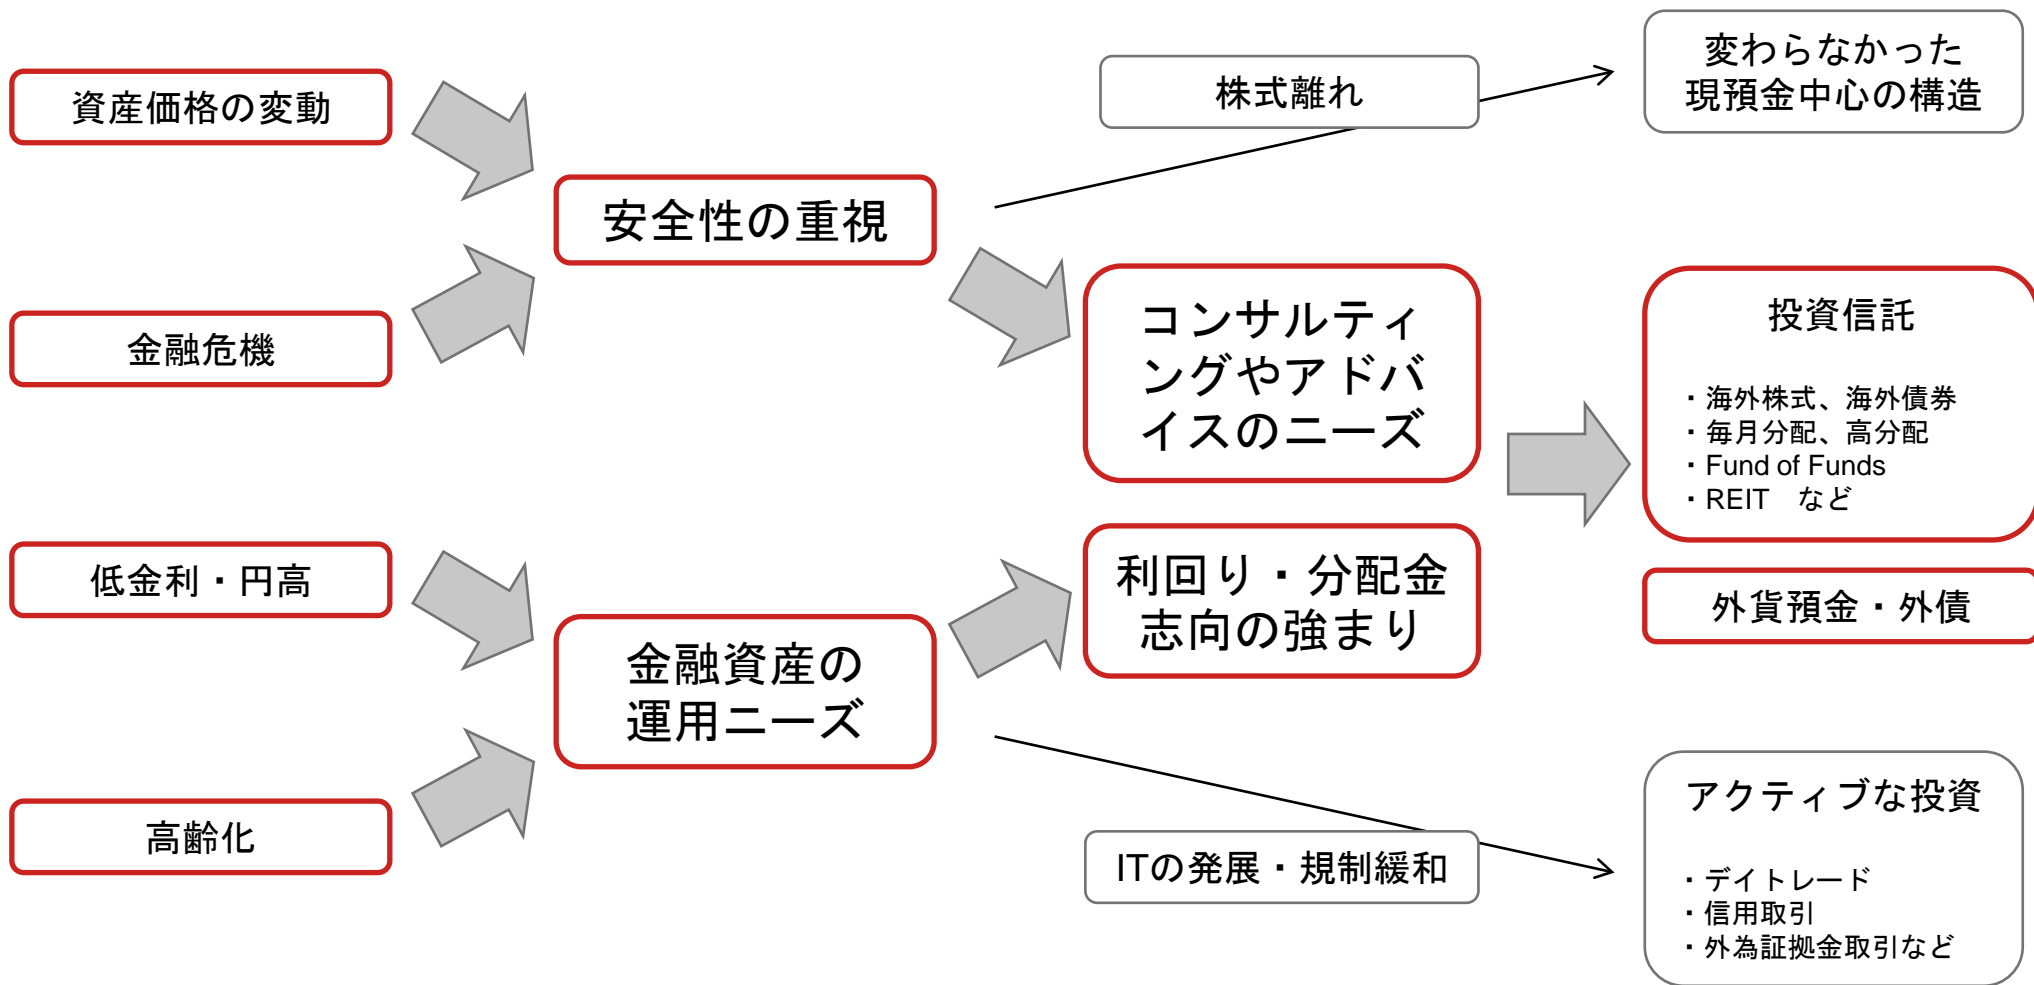 資産価格の変動
金融危機
低金利・円高
高齢化
安全性の重視
金融資産の
運用ニーズ
株式離れ
コンサルティ
ングやアドバ
イスのニーズ
利回り・分配金
志向の強まり
ITの発展・規制緩和
変わらなかった
現預金中心の構造
投資信託
・海外株式、海外債券
・毎月分配、高分配
・Fund of Funds
・REIT　など
外貨預金・外債
アクティブな投資
・デイトレード
・信用取引
・外為証拠金取引など